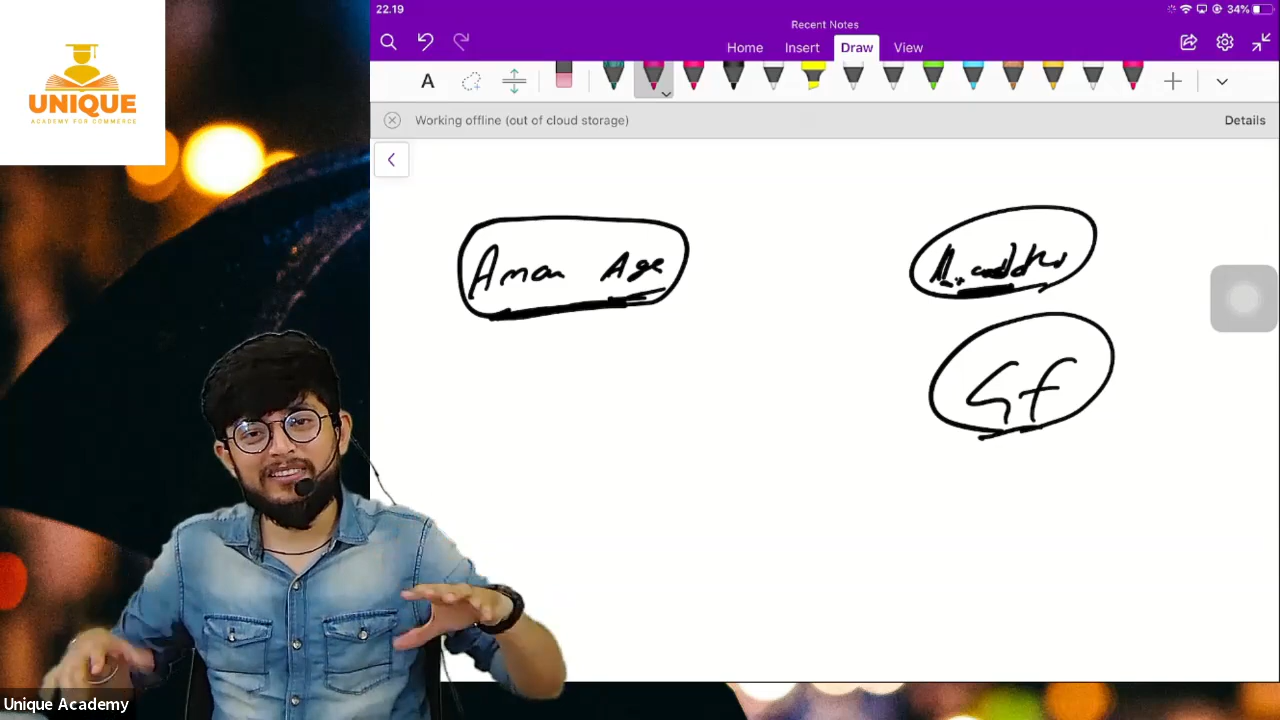 UNIQUE
ACADEMY FOR COMMERCE
22.19
34%
Recent Notes
Home Insert Draw View
A
Working offline (out of cloud storage)
Details
Aman Age
Gf
Unique Academy